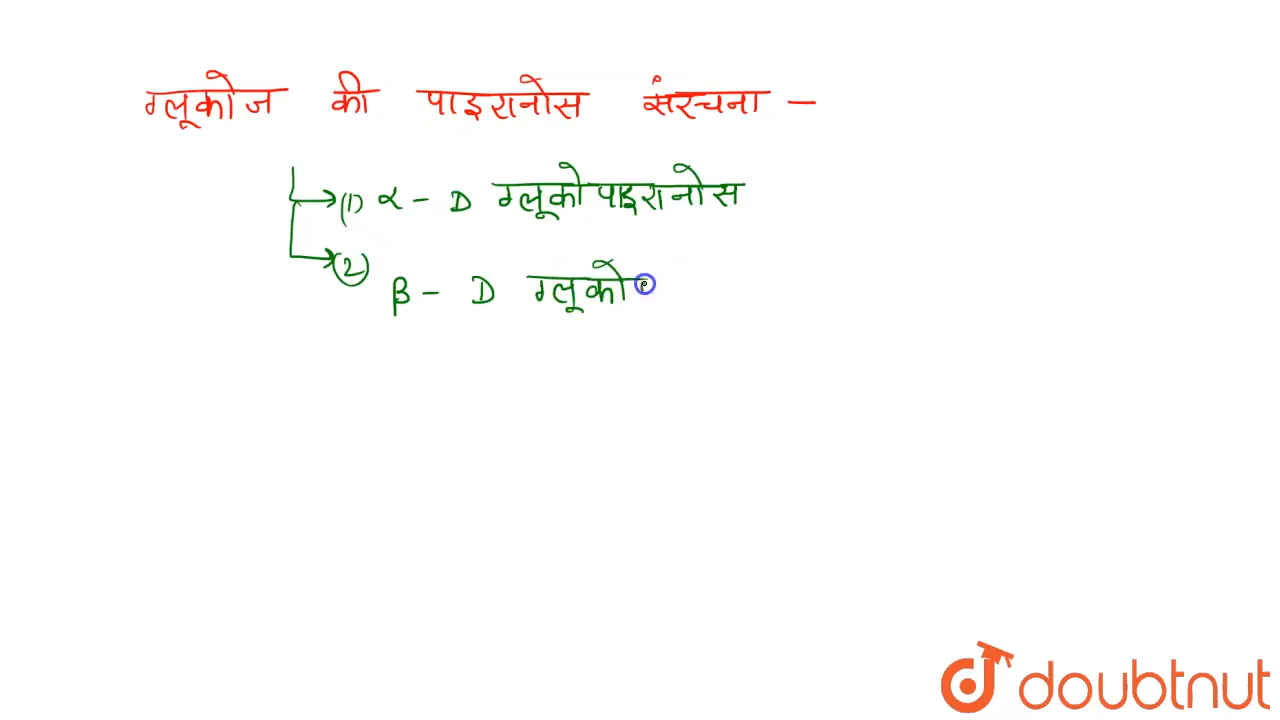 ग्लूकोज की पाइरानोस संरचना –
(1) α – D ग्लूकोपाइरानोस
(2) β – D ग्लूको
doubtnut